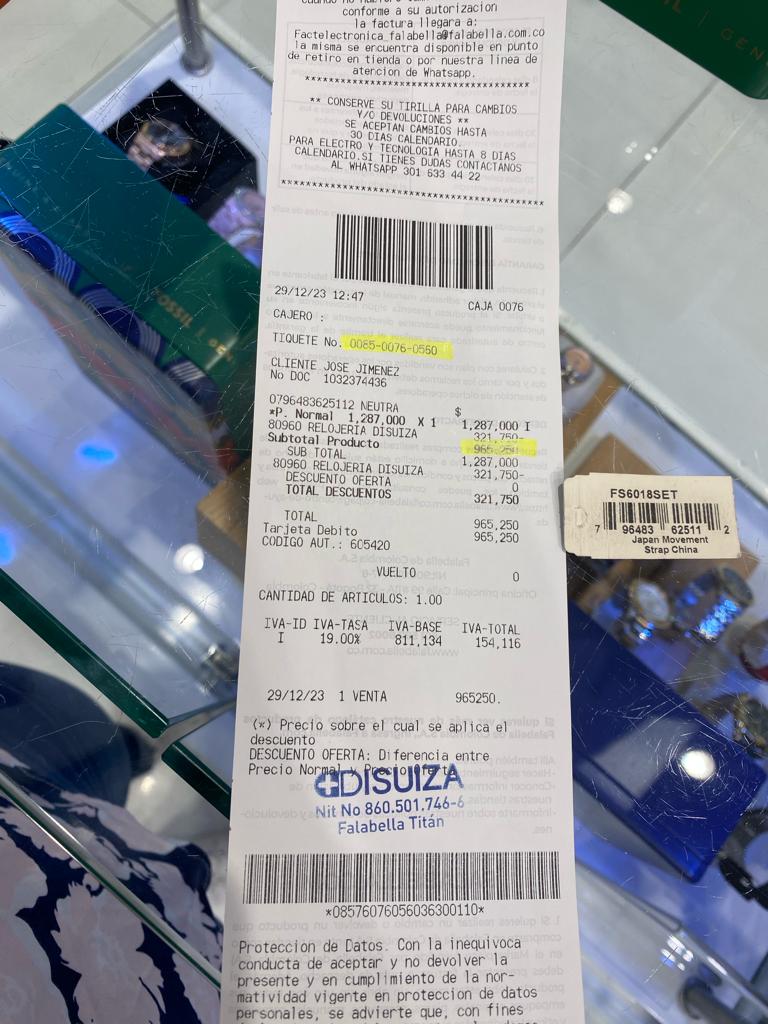 conforme a su autorizacion
la factura llegara a:
Factelectronica_falabella@falabella.com.co
la misma se encuentra disponible en punto
de retiro en tienda o por nuestra linea de
atencion de Whatsapp.
** CONSERVE SU TIRILLA PARA CAMBIOS
Y/O DEVOLUCIONES **
SE ACEPTAN CAMBIOS HASTA
30 DIAS CALENDARIO.
PARA ELECTRO Y TECNOLOGIA HASTA 8 DIAS
CALENDARIO.SI TIENES DUDAS CONTACTANOS
AL WHATSAPP 301 633 44 22
29/12/23 12:47 CAJA 0076
CAJERO :
TIQUETE No. 0085-0076-0560
CLIENTE JOSE JIMENEZ
No DOC 1032374436
0796483625112 NEUTRA $
*P. Normal 1,287,000 X 1 1,287,000 I
80960 RELOJERIA DISUIZA 321,750-
Subtotal Producto 965,250
SUB TOTAL 1,287,000
80960 RELOJERIA DISUIZA 321,750-
DESCUENTO OFERTA 0
TOTAL DESCUENTOS 321,750
TOTAL 965,250
Tarjeta Debito 965,250
CODIGO AUT.: 605420
VUELTO 0
CANTIDAD DE ARTICULOS: 1.00
IVA-ID IVA-TASA IVA-BASE IVA-TOTAL
I 19.00% 811,134 154,116
29/12/23 1 VENTA 965250.
(*) Precio sobre el cual se aplica el
descuento
DESCUENTO OFERTA: Diferencia entre
Precio Normal y Precio Oferta
DISUIZA
Nit No 860.501.746-6
Falabella Titán
*08576076056036300110*
Proteccion de Datos. Con la inequivoca
conducta de aceptar y no devolver la
presente y en cumplimiento de la nor-
matividad vigente en proteccion de datos
personales, se advierte que, con fines
FS6018SET
7 96483 62511 2
Japan Movement
Strap China
FOSSIL